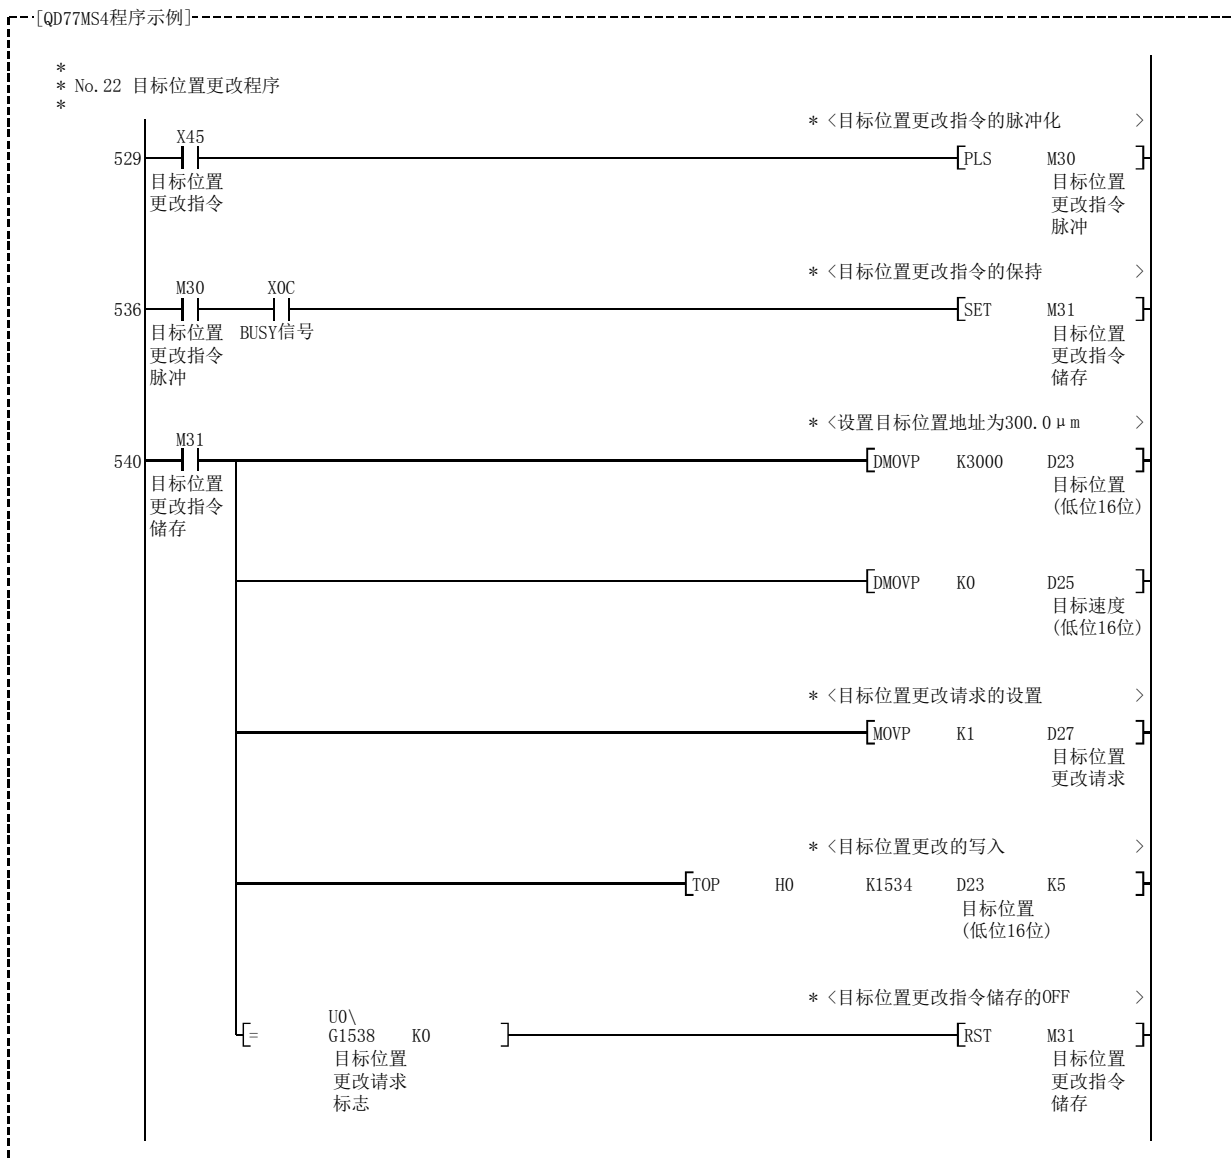 [QD77MS4程序示例]
*
* No.22 目标位置更改程序
*
* <目标位置更改指令的脉冲化 >
X45
529
[PLS M30 ]
目标位置
更改指令
目标位置
更改指令
脉冲
* <目标位置更改指令的保持 >
M30 X0C
536
[SET M31 ]
目标位置
更改指令
脉冲
BUSY信号
目标位置
更改指令
储存
* <设置目标位置地址为300.0μm >
M31
540
[DMOVP K3000 D23 ]
目标位置
更改指令
储存
目标位置
(低位16位)
[DMOVP K0 D25 ]
目标速度
(低位16位)
* <目标位置更改请求的设置 >
[MOVP K1 D27 ]
目标位置
更改请求
* <目标位置更改的写入 >
[TOP H0 K1534 D23 K5 ]
目标位置
(低位16位)
* <目标位置更改指令储存的OFF >
U0\
[= G1538 K0 ]
[RST M31 ]
目标位置
更改请求
标志
目标位置
更改指令
储存